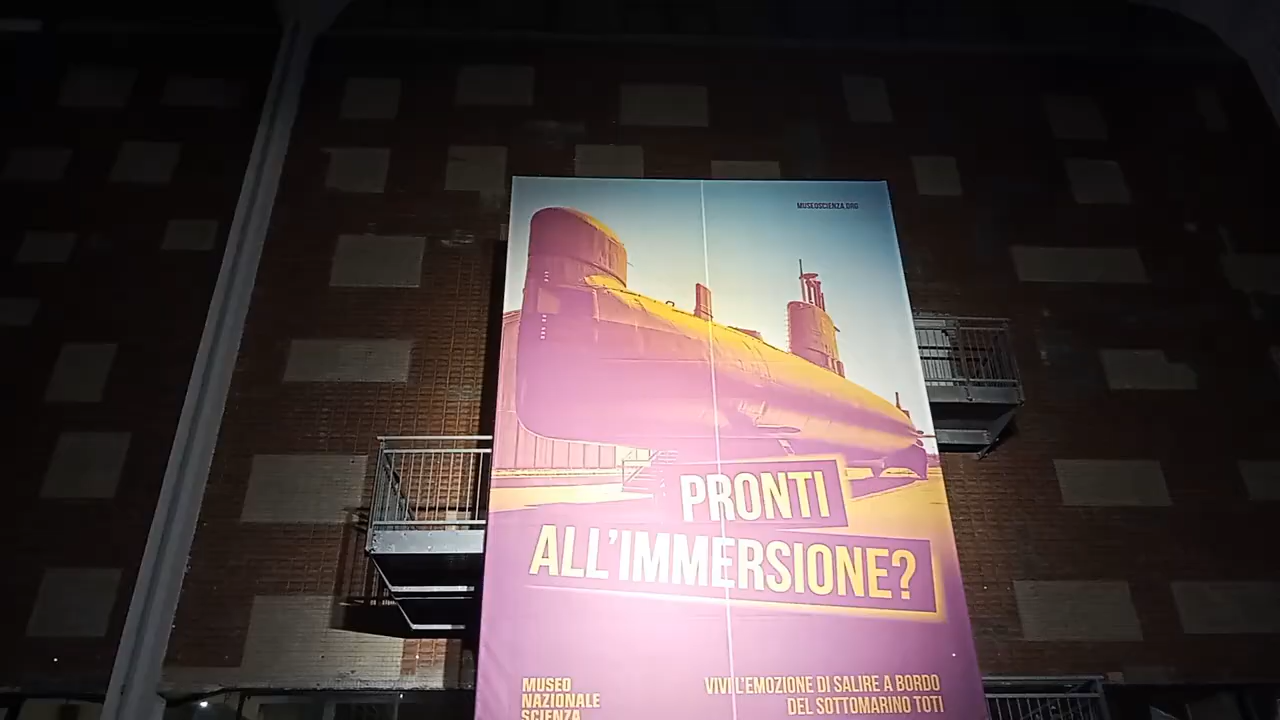 MUSEOSCIENZA.ORG
PRONTI
ALL'IMMERSIONE?
MUSEO
NAZIONALE
SCIENZA
VIVI L'EMOZIONE DI SALIRE A BORDO
DEL SOTTOMARINO TOTI